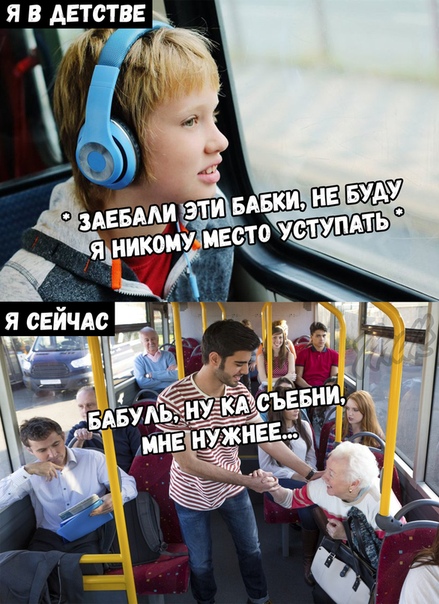 Я В ДЕТСТВЕ
* ЗАЕБАЛИ ЭТИ БАБКИ, НЕ БУДУ
Я НИКОМУ МЕСТО УСТУПАТЬ *
Я СЕЙЧАС
БАБУЛЬ, НУ КА СЪЕБНИ,
МНЕ НУЖНЕЕ...